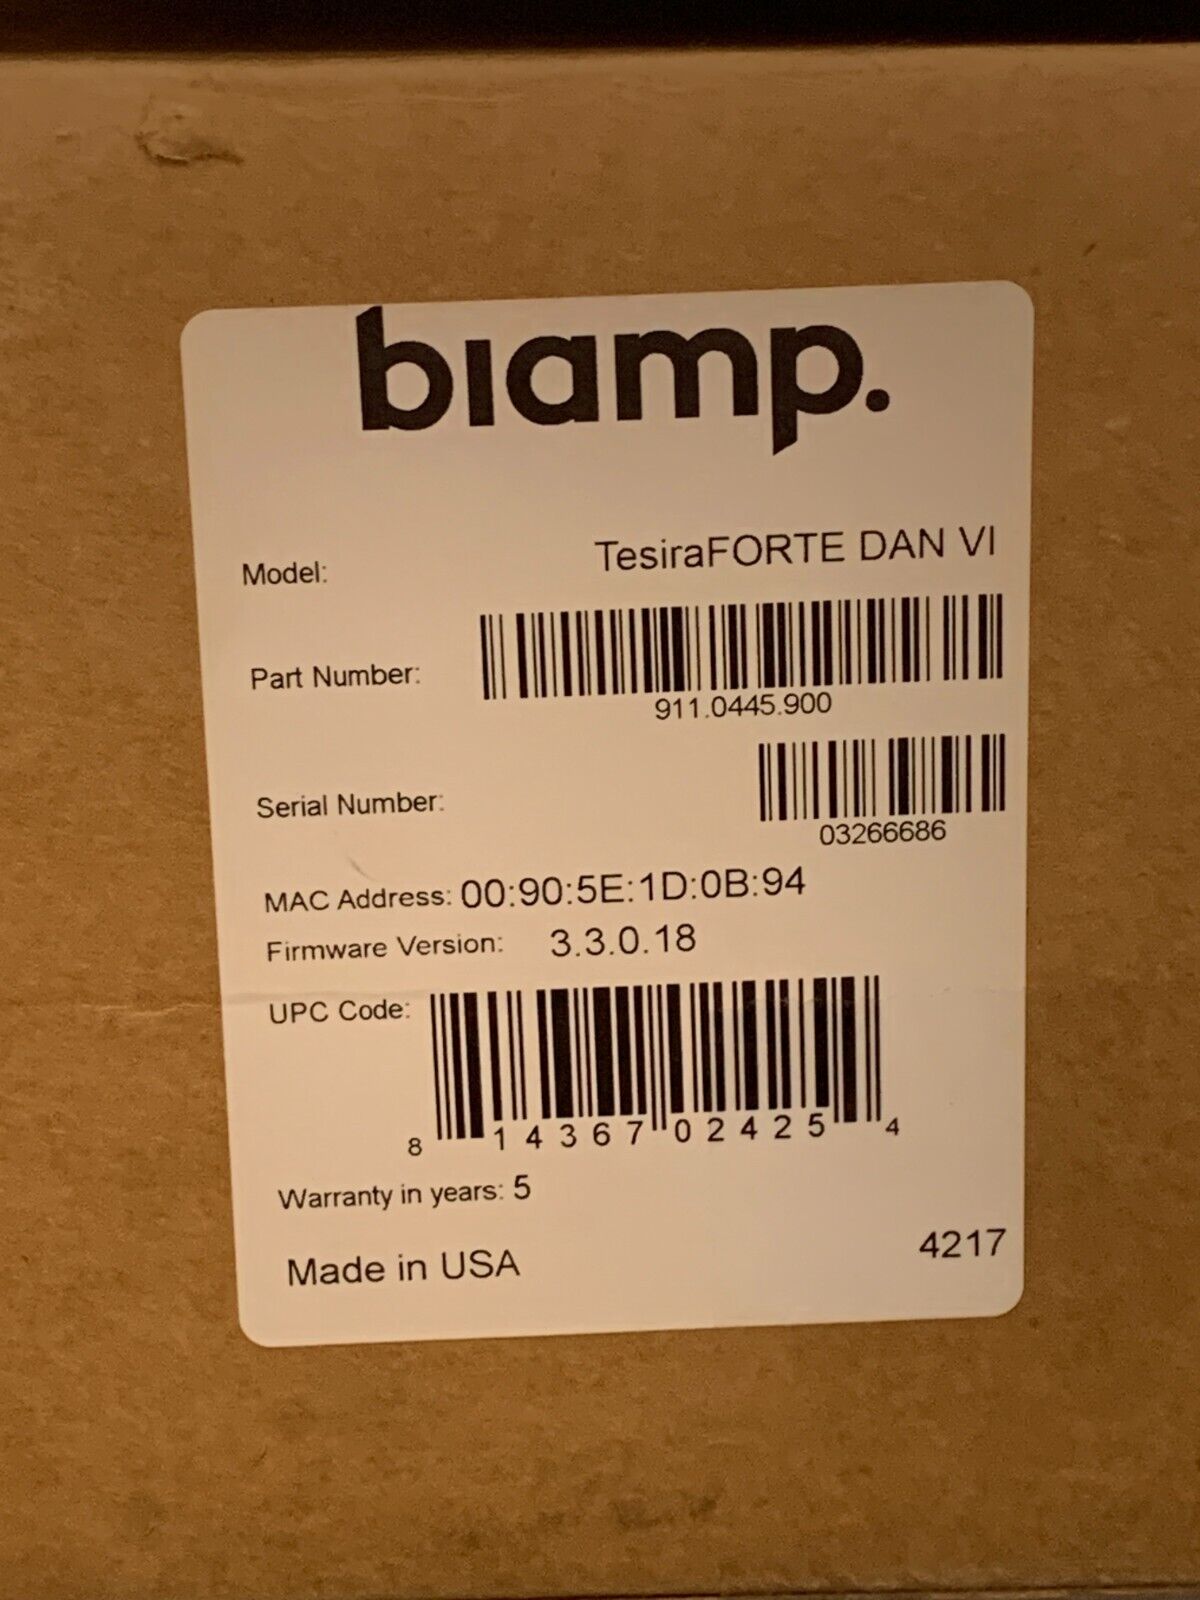 biamp.
Model: TesiraFORTE DAN VI
Part Number:
911.0445.900
Serial Number:
03266686
MAC Address: 00:90:5E:1D:0B:94
Firmware Version: 3.3.0.18
UPC Code:
8 14367 02425 4
Warranty in years: 5
Made in USA 4217